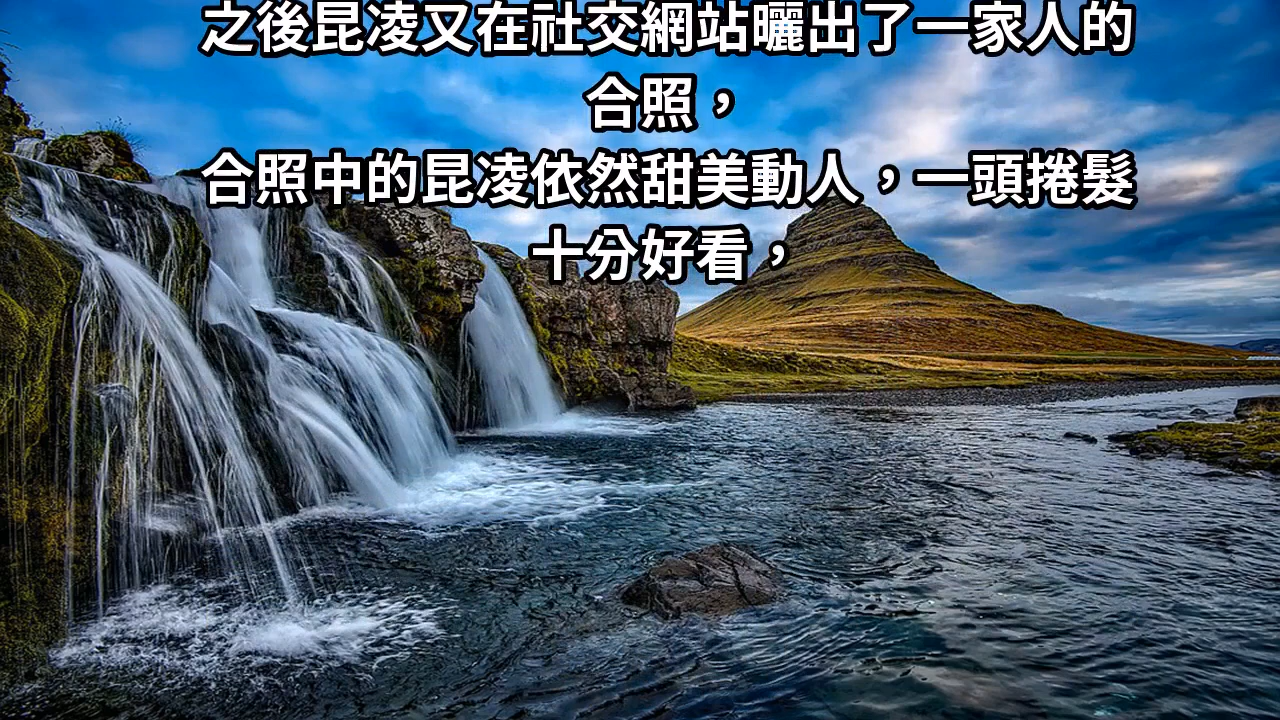 之後昆凌又在社交網站曬出了一家人的
合照，
合照中的昆凌依然甜美動人，一頭捲髮
十分好看，